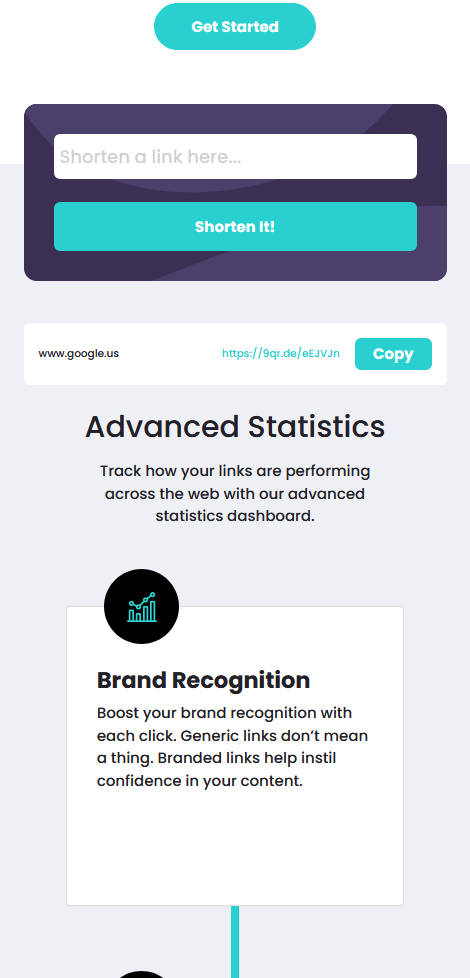 Get Started
Shorten a link here...
Shorten It!
www.google.us
https://9qr.de/eEJVJn
Copy
Advanced Statistics
Track how your links are performing
across the web with our advanced
statistics dashboard.
Brand Recognition
Boost your brand recognition with
each click. Generic links don’t mean
a thing. Branded links help instil
confidence in your content.